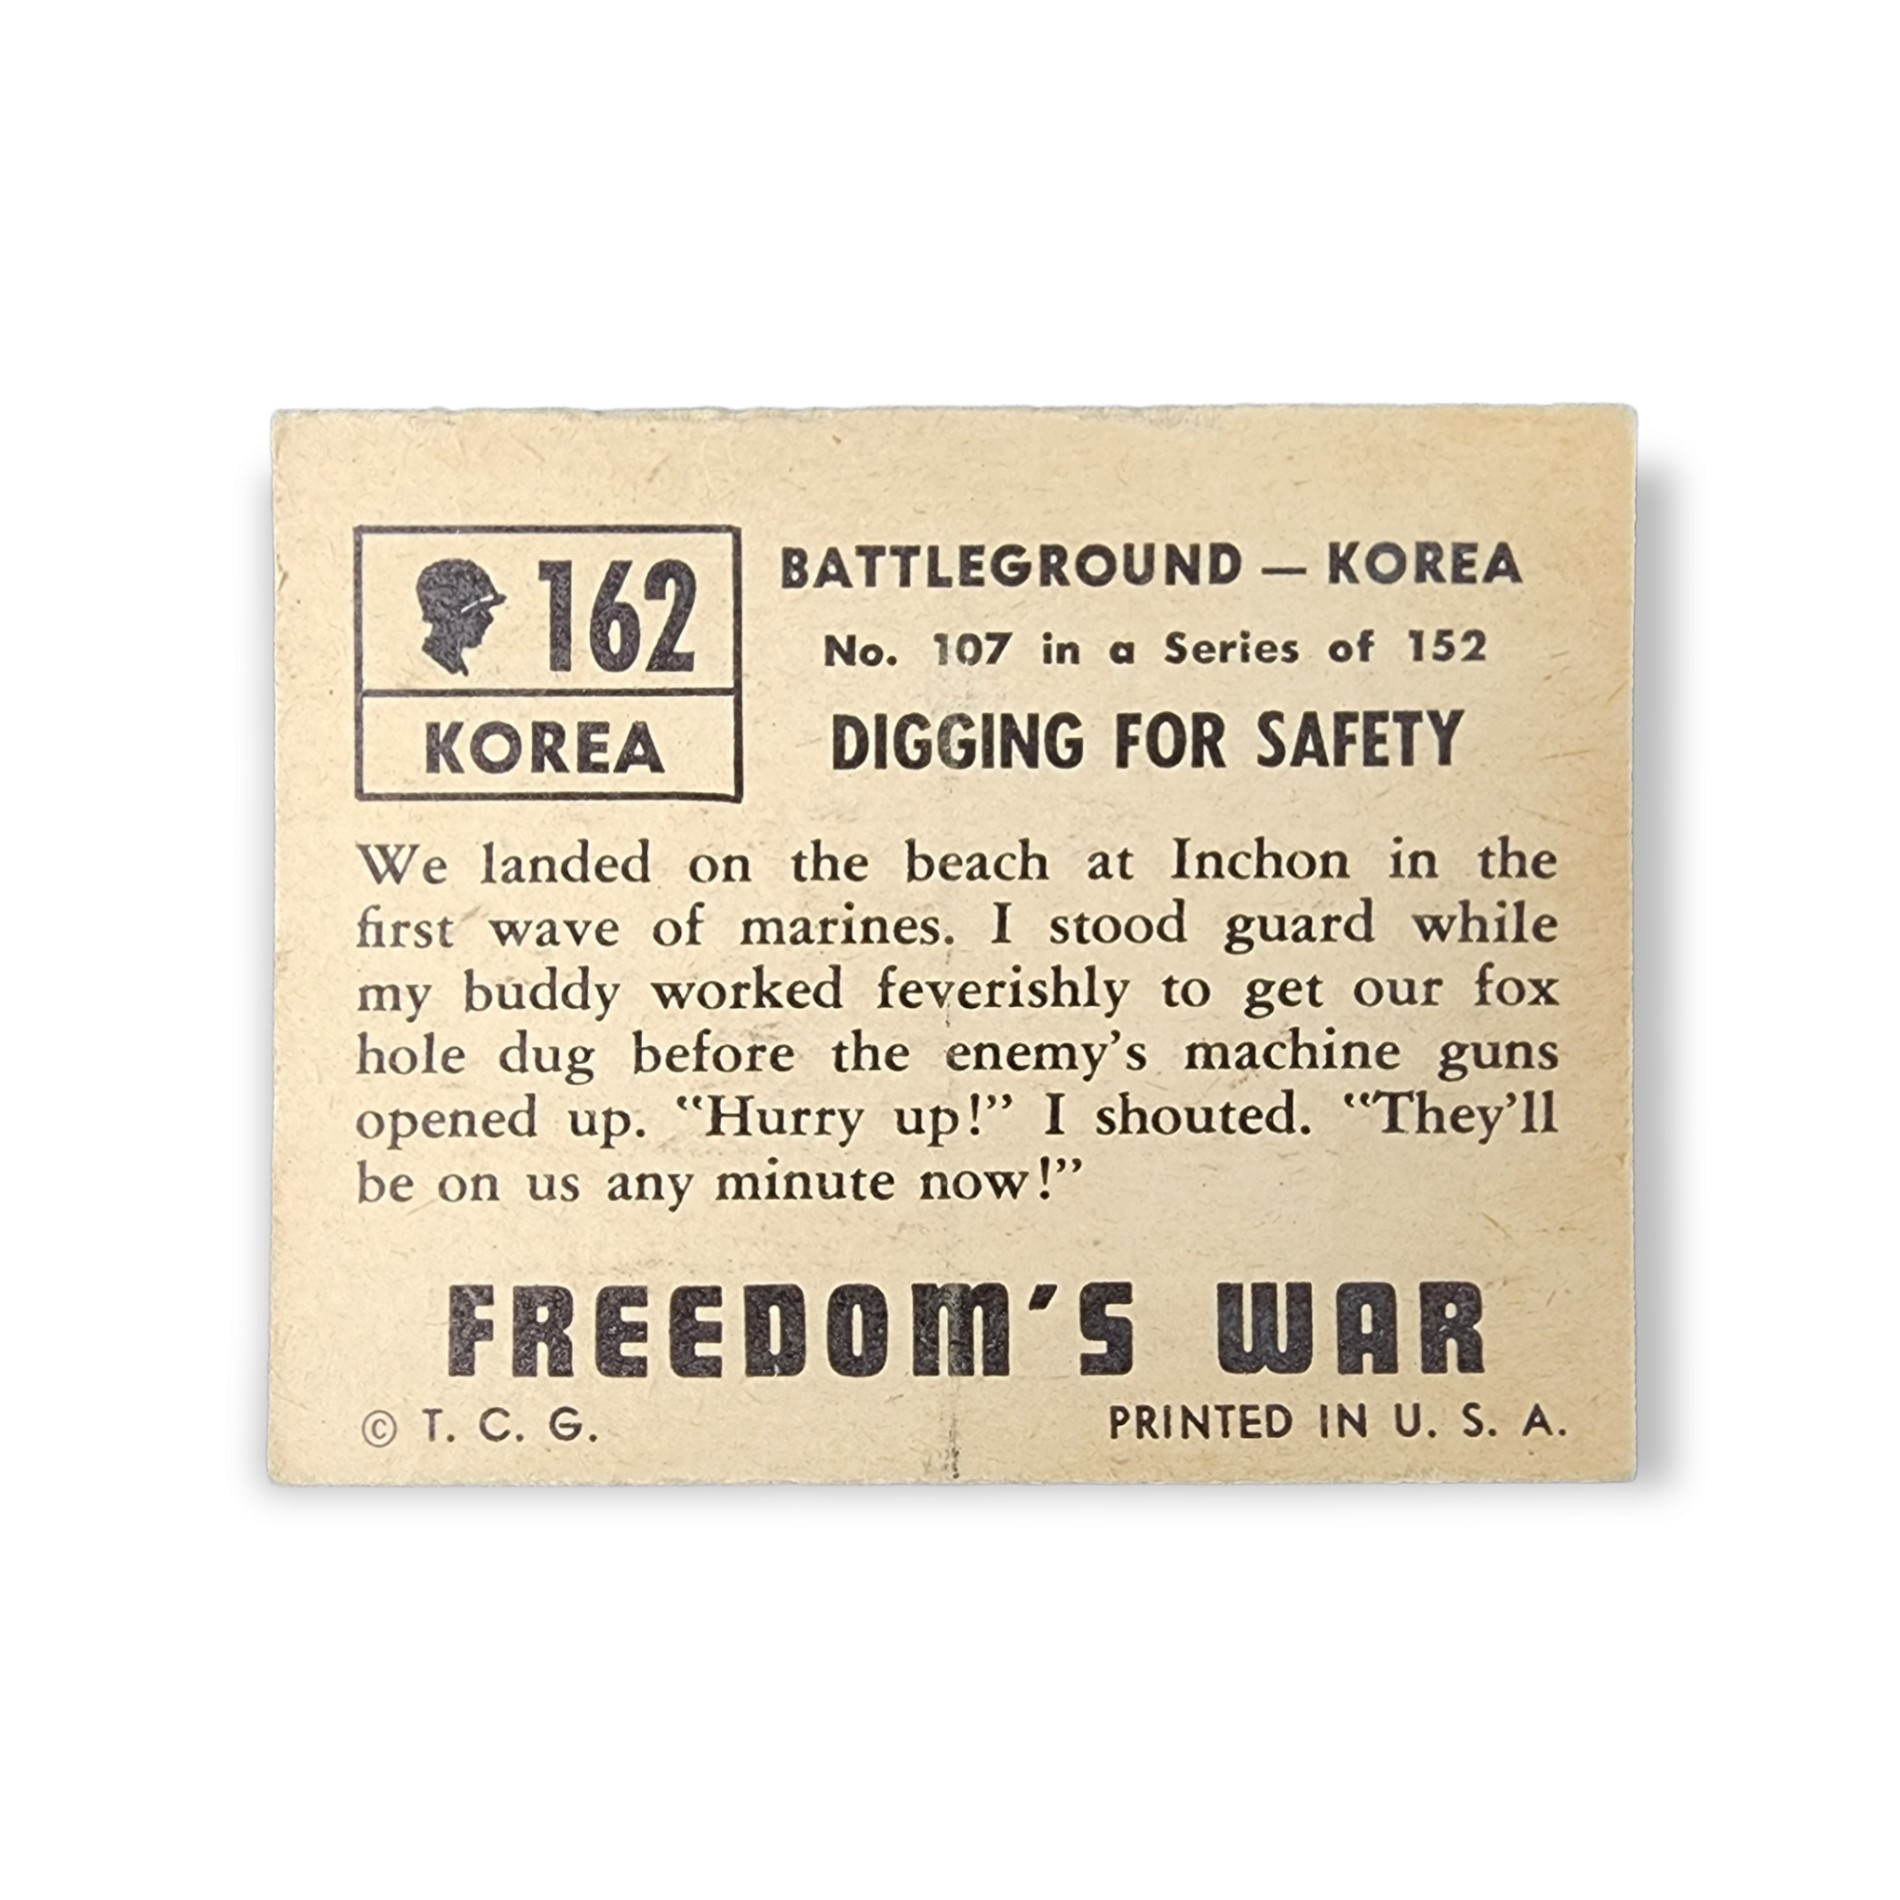 162
KOREA
BATTLEGROUND — KOREA
No. 107 in a Series of 152
DIGGING FOR SAFETY
We landed on the beach at Inchon in the
first wave of marines. I stood guard while
my buddy worked feverishly to get our fox
hole dug before the enemy's machine guns
opened up. "Hurry up!" I shouted. "They'll
be on us any minute now!"
FREEDOM'S WAR
© T. C. G.
PRINTED IN U. S. A.